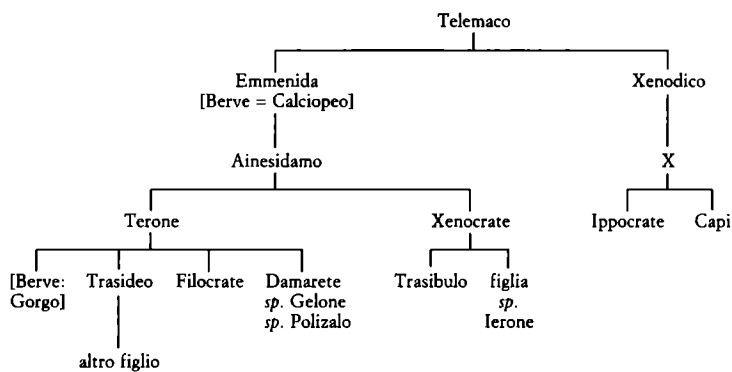 Telemaco
Emmenida
[Berve = Calciopeo]
Xenodico
Ainesidamo
X
Terone
Xenocrate
Ippocrate
Capi
[Berve:
Gorgo]
Trasideo
Filocrate
Damarete
sp. Gelone
sp. Polizalo
Trasibulo
figlia
sp.
Ierone
altro figlio